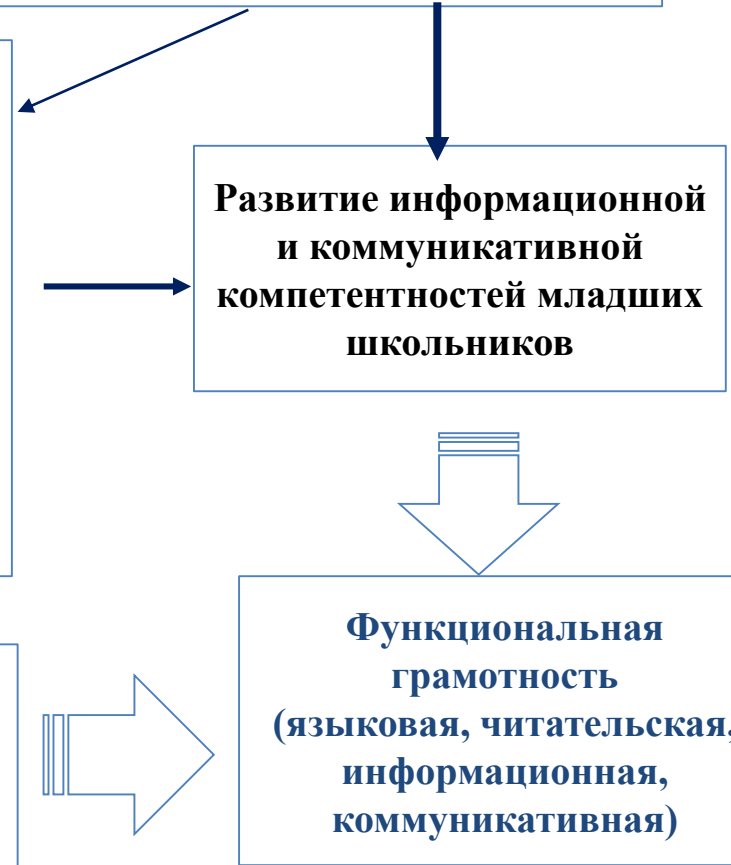 Развитие информационной
и коммуникативной
компетентностей младших
школьников
Функциональная
грамотность
(языковая, читательская,
информационная,
коммуникативная)